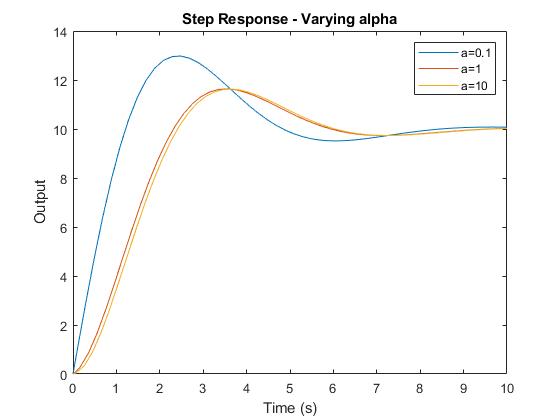 Step Response - Varying alpha
14
12
10
8
6
4
2
0
Output
a=0.1
a=1
a=10
0 1 2 3 4 5 6 7 8 9 10
Time (s)